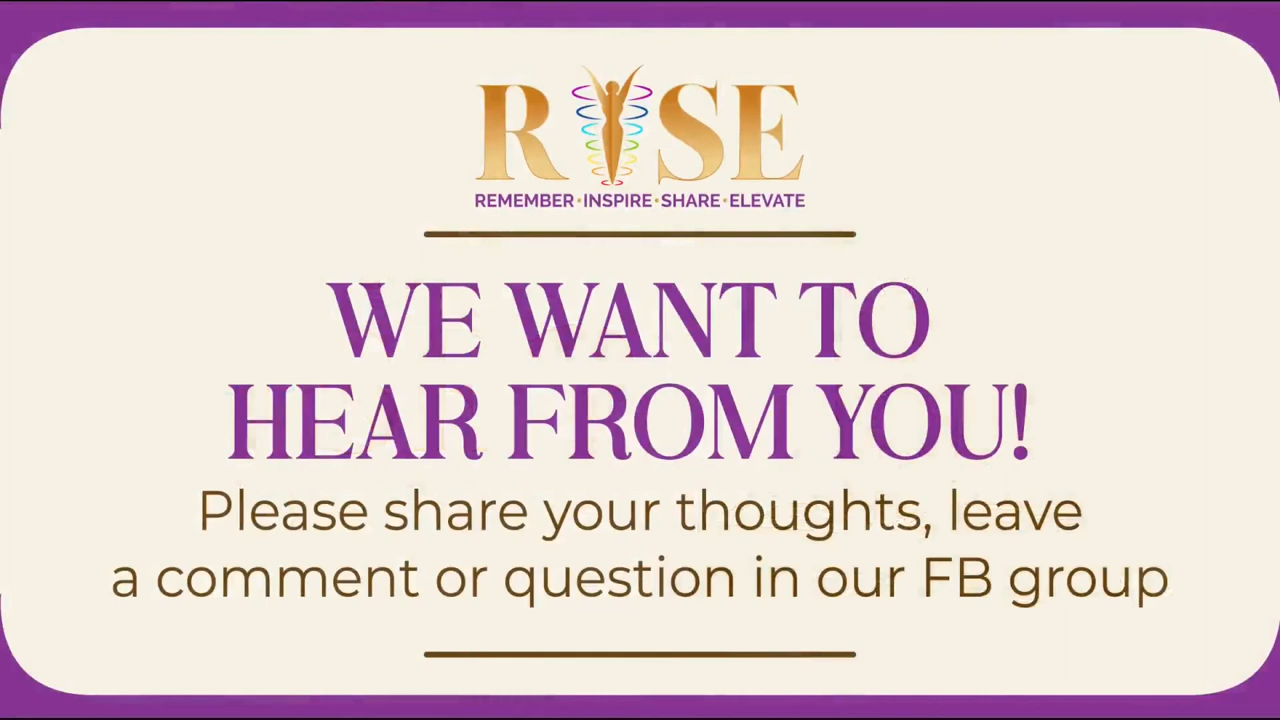 RISE
REMEMBER·INSPIRE·SHARE·ELEVATE
WE WANT TO
HEAR FROM YOU!
Please share your thoughts, leave
a comment or question in our FB group